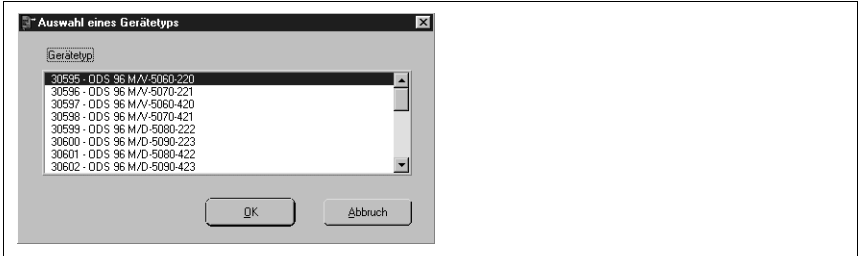 Auswahl eines Gerätetyps
Gerätetyp
30595 - ODS 96 M/V-5060-220
30596 - ODS 96 M/V-5070-221
30597 - ODS 96 M/V-5060-420
30598 - ODS 96 M/V-5070-421
30599 - ODS 96 M/D-5080-222
30600 - ODS 96 M/D-5090-223
30601 - ODS 96 M/D-5080-422
30602 - ODS 96 M/D-5090-423
OK
Abbruch